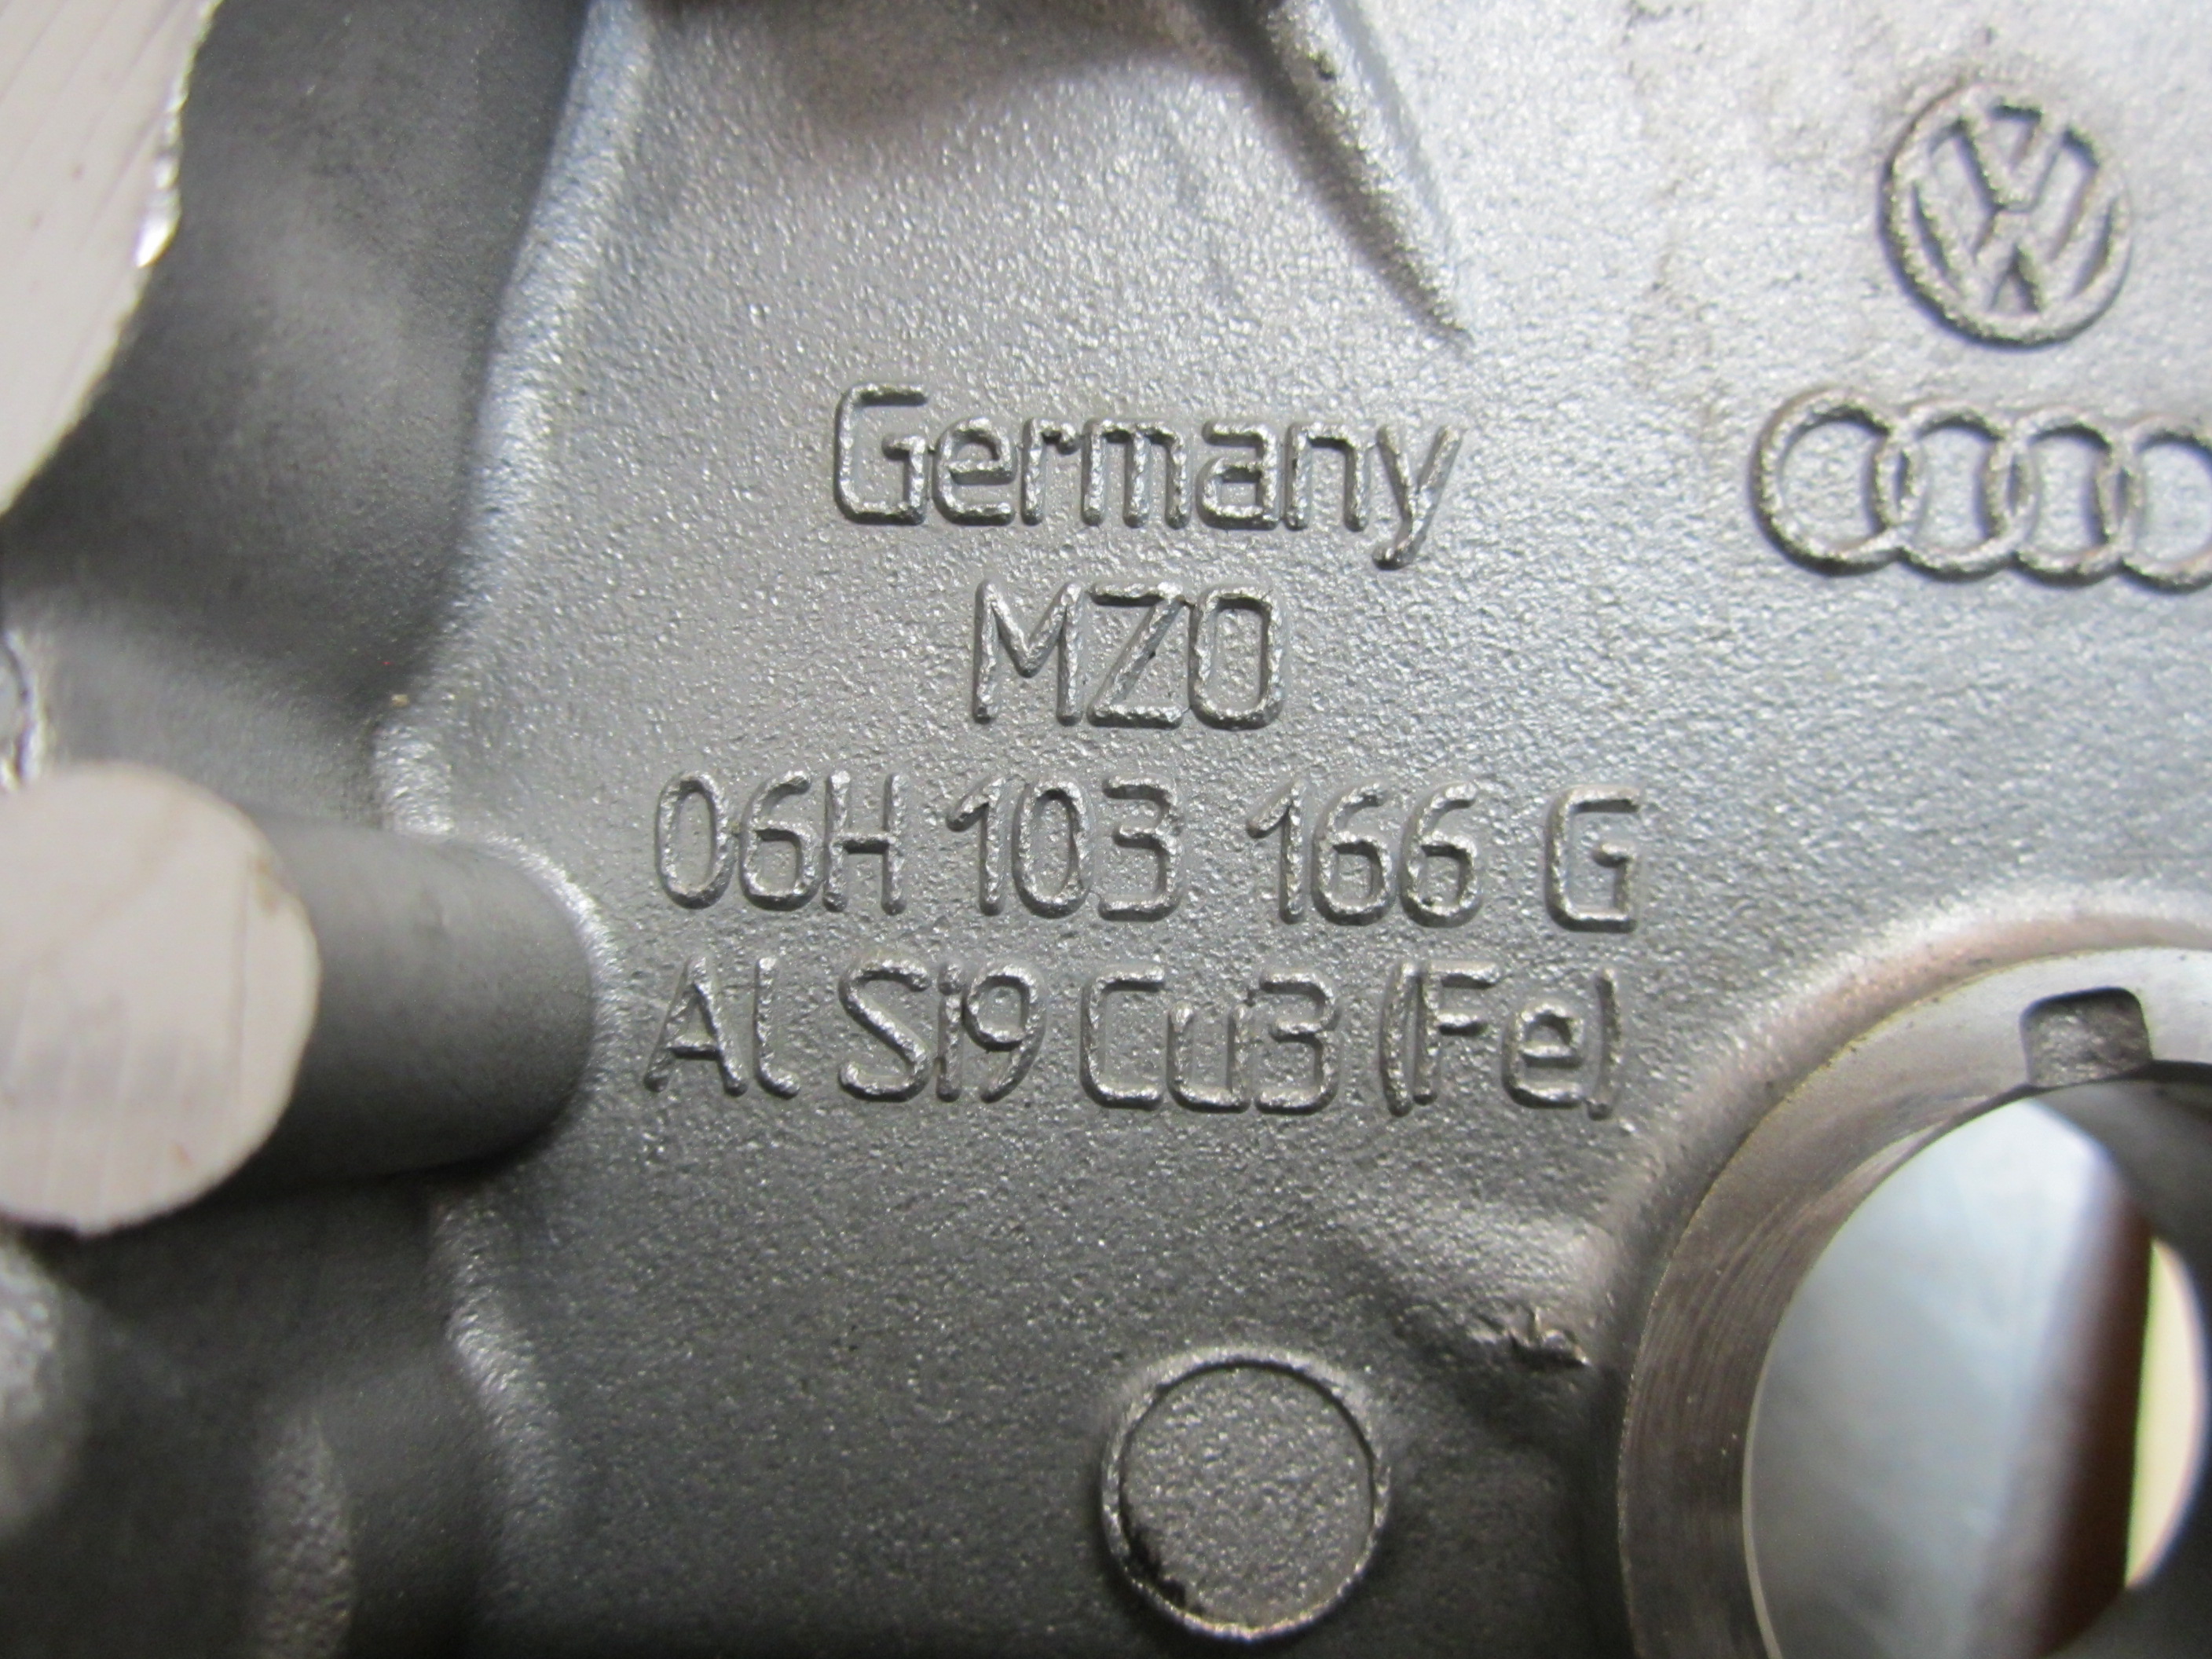 Germany
MZO
06H 103 166 G
Al Si9 Cu3 (Fe)